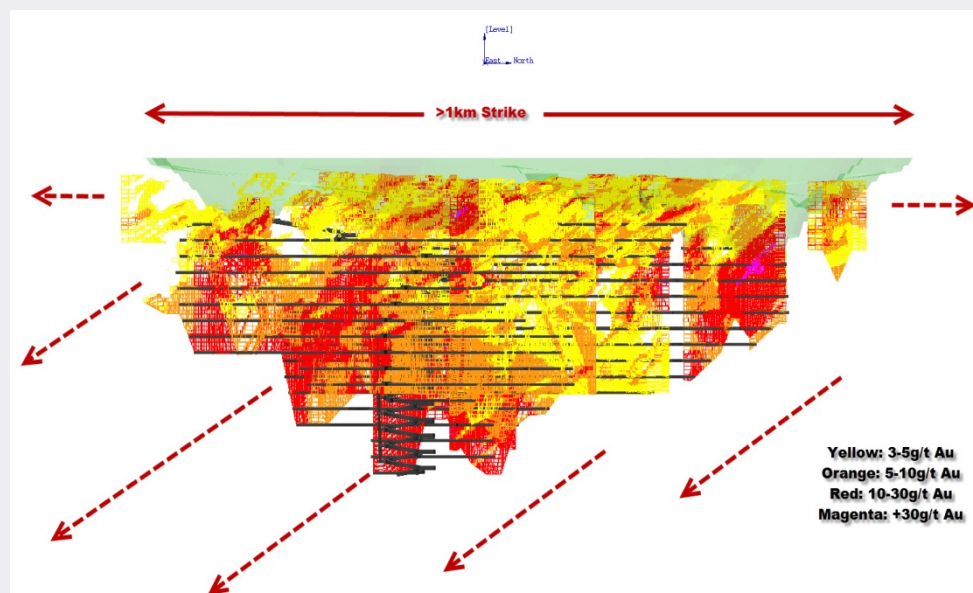 [Level]
East North
>1km Strike
Yellow: 3-5g/t Au
Orange: 5-10g/t Au
Red: 10-30g/t Au
Magenta: +30g/t Au